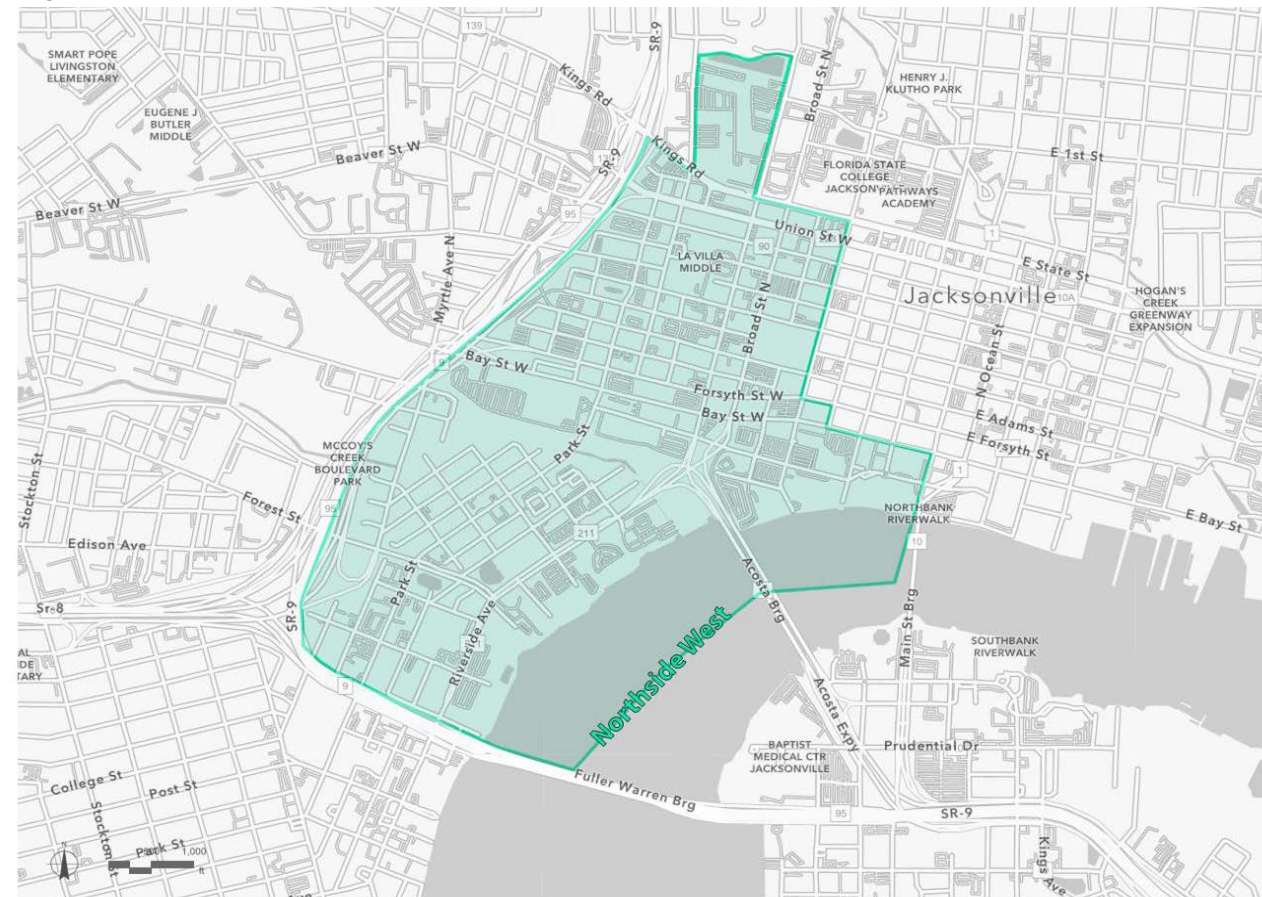 139
SR-9
SMART POPE
LIVINGSTON
ELEMENTARY
Kings Rd
Broad St N
HENRY J.
KLUTHO PARK
EUGENE J
BUTLER
MIDDLE
Beaver St W
SR-9
Kings Rd
E 1st St
FLORIDA STATE
COLLEGE
JACKSON
PATHWAYS
ACADEMY
Beaver St W
95
Union St W
1
90
Myrtle Ave N
LA VILLA
MIDDLE
E State St
Jacksonville
10A
HOGAN'S
CREEK
GREENWAY
EXPANSION
Broad St N
N Ocean St
9
Bay St W
Forsyth St W
Bay St W
E Adams St
E Forsyth St
Park St
MCCOY'S
CREEK
BOULEVARD
PARK
Stockton St
1
Forest St
95
NORTHBANK
RIVERWALK
E Bay St
211
Edison Ave
10
Park St
Acosta Brg
Sr-8
SR-9
Riverside Ave
Northside West
Main St Brg
SOUTHBANK
RIVERWALK
9
Acosta Expy
BAPTIST
MEDICAL CTR
JACKSONVILLE
Prudential Dr
College St
Post St
Fuller Warren Brg
95
SR-9
Stockton St
Park St
Kings Ave
N
1,000
ft